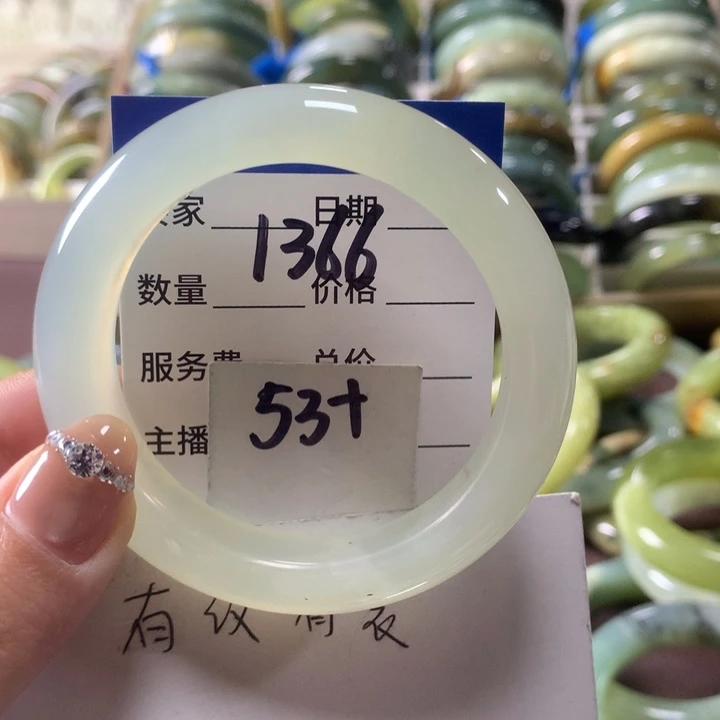 家 日期
1366
数量 价格
服务费 总价
53+
主播
有纹 有衣